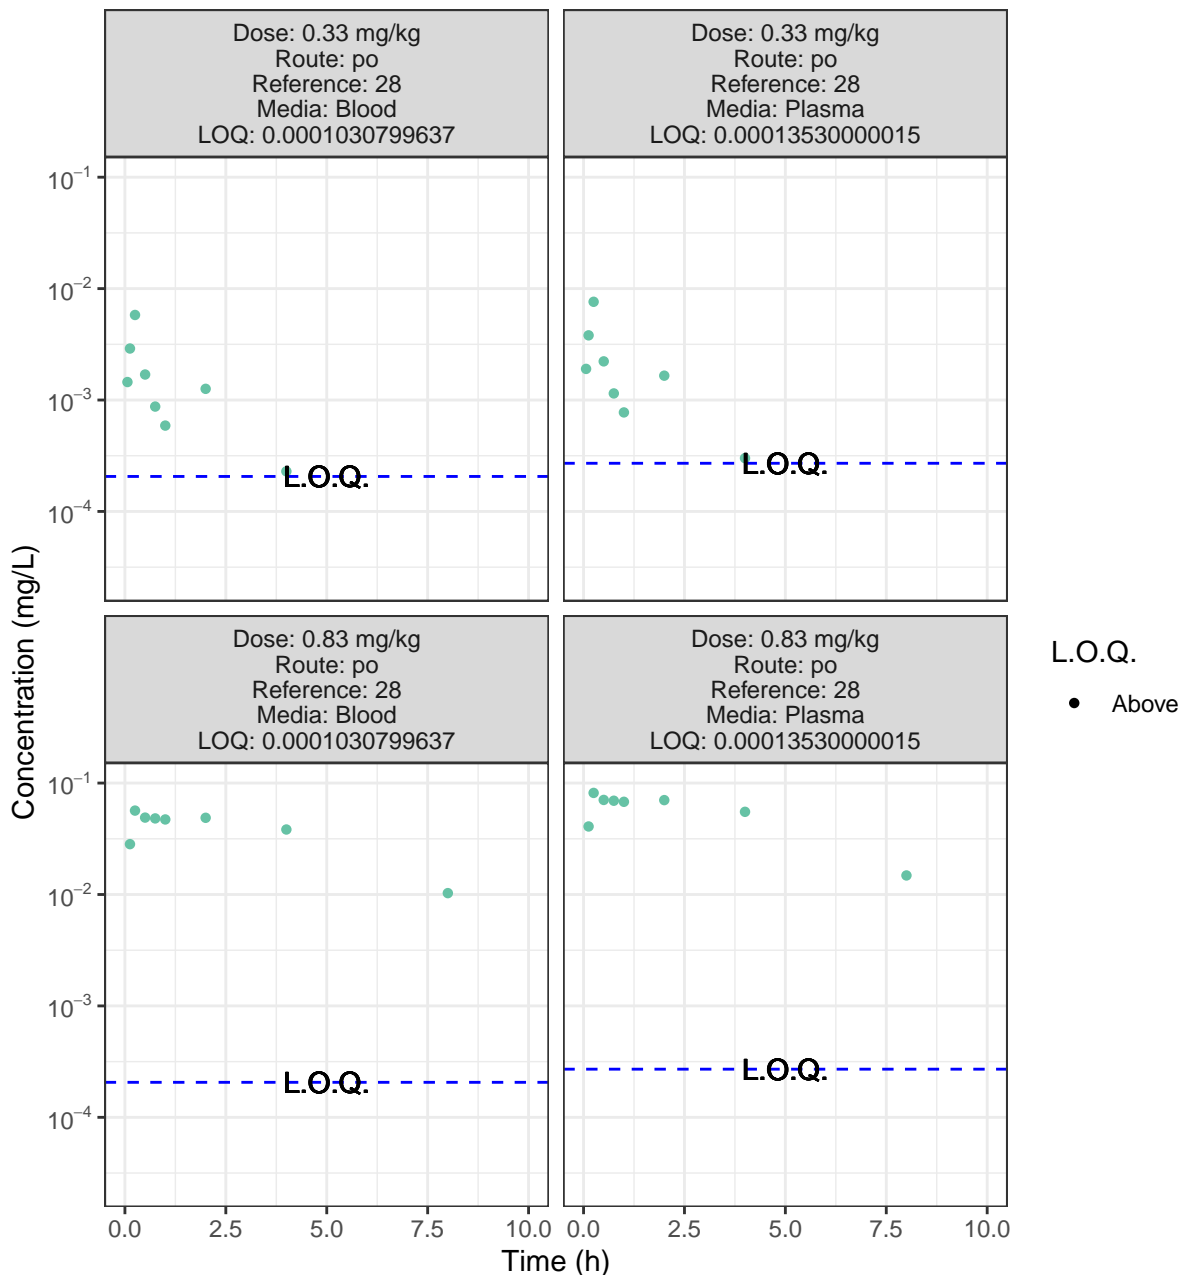 Dose: 0.33 mg/kg
Route: po
Reference: 28
Media: Blood
LOQ: 0.0001030799637
Dose: 0.33 mg/kg
Route: po
Reference: 28
Media: Plasma
LOQ: 0.00013530000015
10⁻¹
10⁻²
10⁻³
10⁻⁴
L.O.Q.
L.O.Q.
Concentration (mg/L)
Dose: 0.83 mg/kg
Route: po
Reference: 28
Media: Blood
LOQ: 0.0001030799637
Dose: 0.83 mg/kg
Route: po
Reference: 28
Media: Plasma
LOQ: 0.00013530000015
10⁻¹
10⁻²
10⁻³
10⁻⁴
L.O.Q.
L.O.Q.
0.0 2.5 5.0 7.5 10.0
0.0 2.5 5.0 7.5 10.0
Time (h)
L.O.Q.
Above